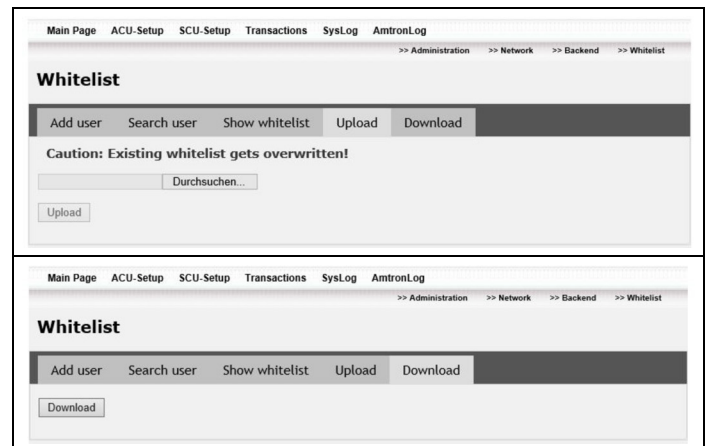 Main Page ACU-Setup SCU-Setup Transactions SysLog AmtronLog
>> Administration >> Network >> Backend >> Whitelist
Whitelist
Add user Search user Show whitelist Upload Download
Caution: Existing whitelist gets overwritten!
Durchsuchen...
Upload
Main Page ACU-Setup SCU-Setup Transactions SysLog AmtronLog
>> Administration >> Network >> Backend >> Whitelist
Whitelist
Add user Search user Show whitelist Upload Download
Download